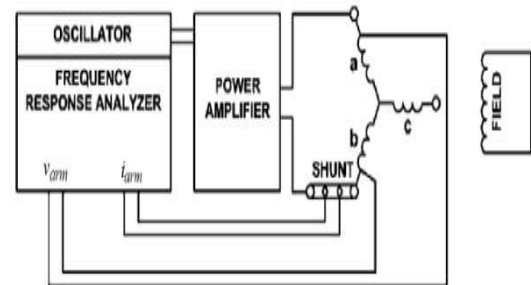 OSCILLATOR
FREQUENCY
RESPONSE ANALYZER
v_arm
i_arm
POWER
AMPLIFIER
a
b
c
SHUNT
FIELD